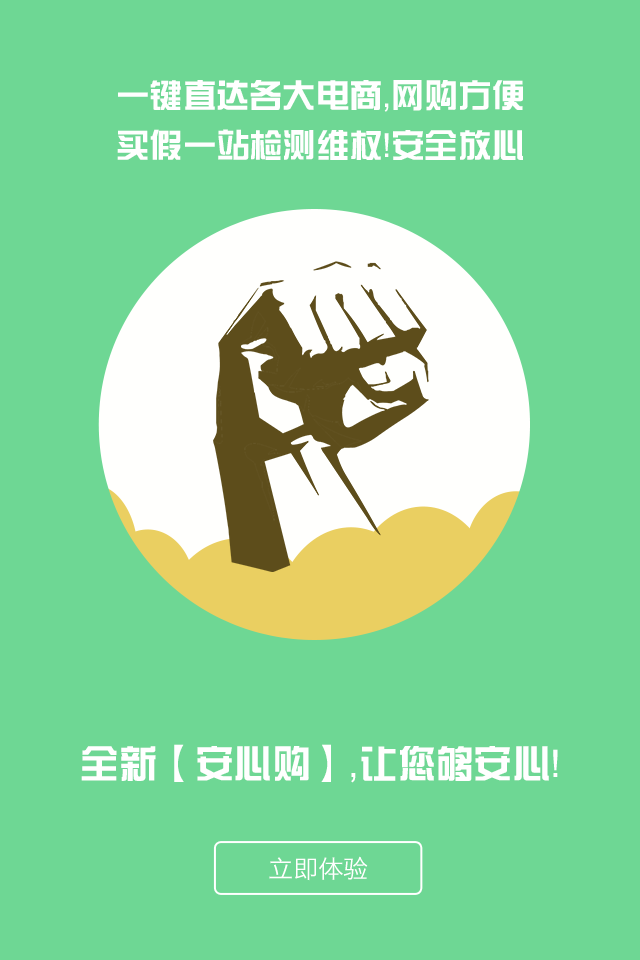 一键直达各大电商,网购方便
买假一站检测维权!安全放心
全新【安心购】,让您够安心!
立即体验